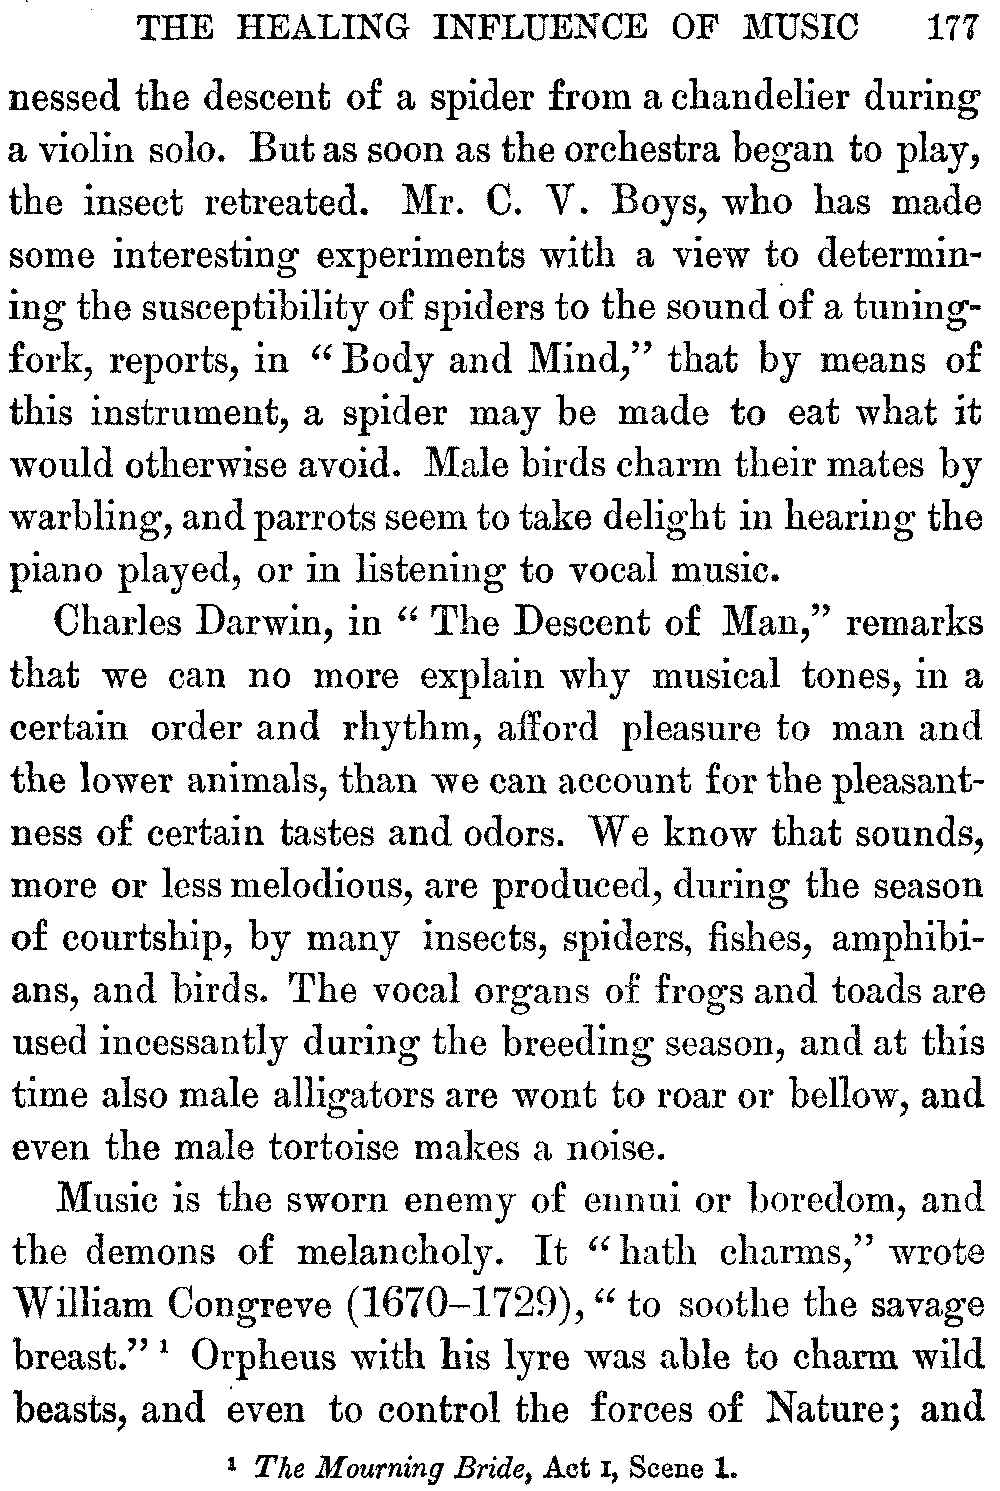 THE HEALING INFLUENCE OF MUSIC 177
nessed the descent of a spider from a chandelier during
a violin solo. But as soon as the orchestra began to play,
the insect retreated. Mr. C. V. Boys, who has made
some interesting experiments with a view to determin-
ing the susceptibility of spiders to the sound of a tuning-
fork, reports, in “Body and Mind,” that by means of
this instrument, a spider may be made to eat what it
would otherwise avoid. Male birds charm their mates by
warbling, and parrots seem to take delight in hearing the
piano played, or in listening to vocal music.
Charles Darwin, in “The Descent of Man,” remarks
that we can no more explain why musical tones, in a
certain order and rhythm, afford pleasure to man and
the lower animals, than we can account for the pleasant-
ness of certain tastes and odors. We know that sounds,
more or less melodious, are produced, during the season
of courtship, by many insects, spiders, fishes, amphibi-
ans, and birds. The vocal organs of frogs and toads are
used incessantly during the breeding season, and at this
time also male alligators are wont to roar or bellow, and
even the male tortoise makes a noise.
Music is the sworn enemy of ennui or boredom, and
the demons of melancholy. It “hath charms,” wrote
William Congreve (1670–1729), “to soothe the savage
breast.” ¹ Orpheus with his lyre was able to charm wild
beasts, and even to control the forces of Nature; and
¹ The Mourning Bride, Act I, Scene 1.